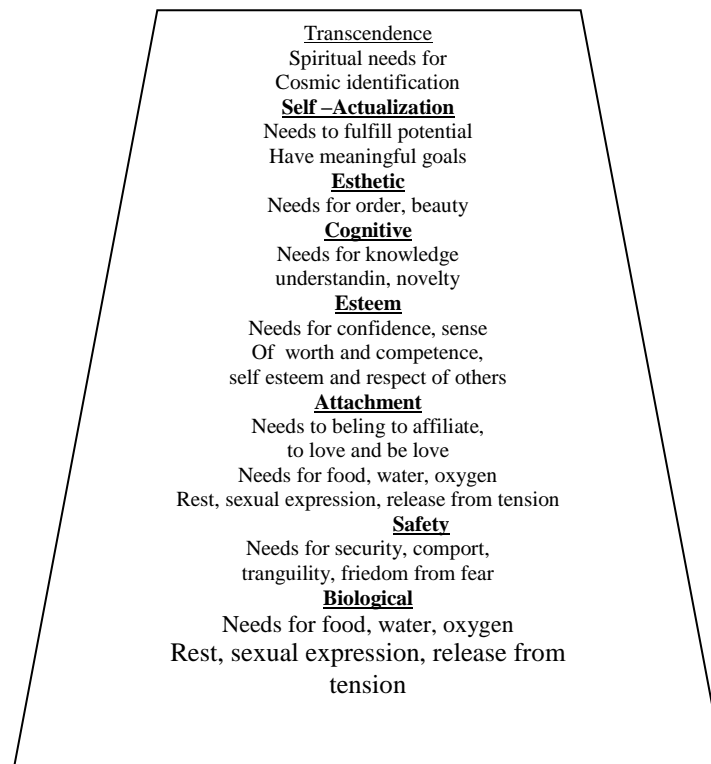 Transcendence
Spiritual needs for
Cosmic identification
Self –Actualization
Needs to fulfill potential
Have meaningful goals
Esthetic
Needs for order, beauty
Cognitive
Needs for knowledge
understandin, novelty
Esteem
Needs for confidence, sense
Of worth and competence,
self esteem and respect of others
Attachment
Needs to beling to affiliate,
to love and be love
Needs for food, water, oxygen
Rest, sexual expression, release from tension
Safety
Needs for security, comport,
tranguility, friedom from fear
Biological
Needs for food, water, oxygen
Rest, sexual expression, release from
tension